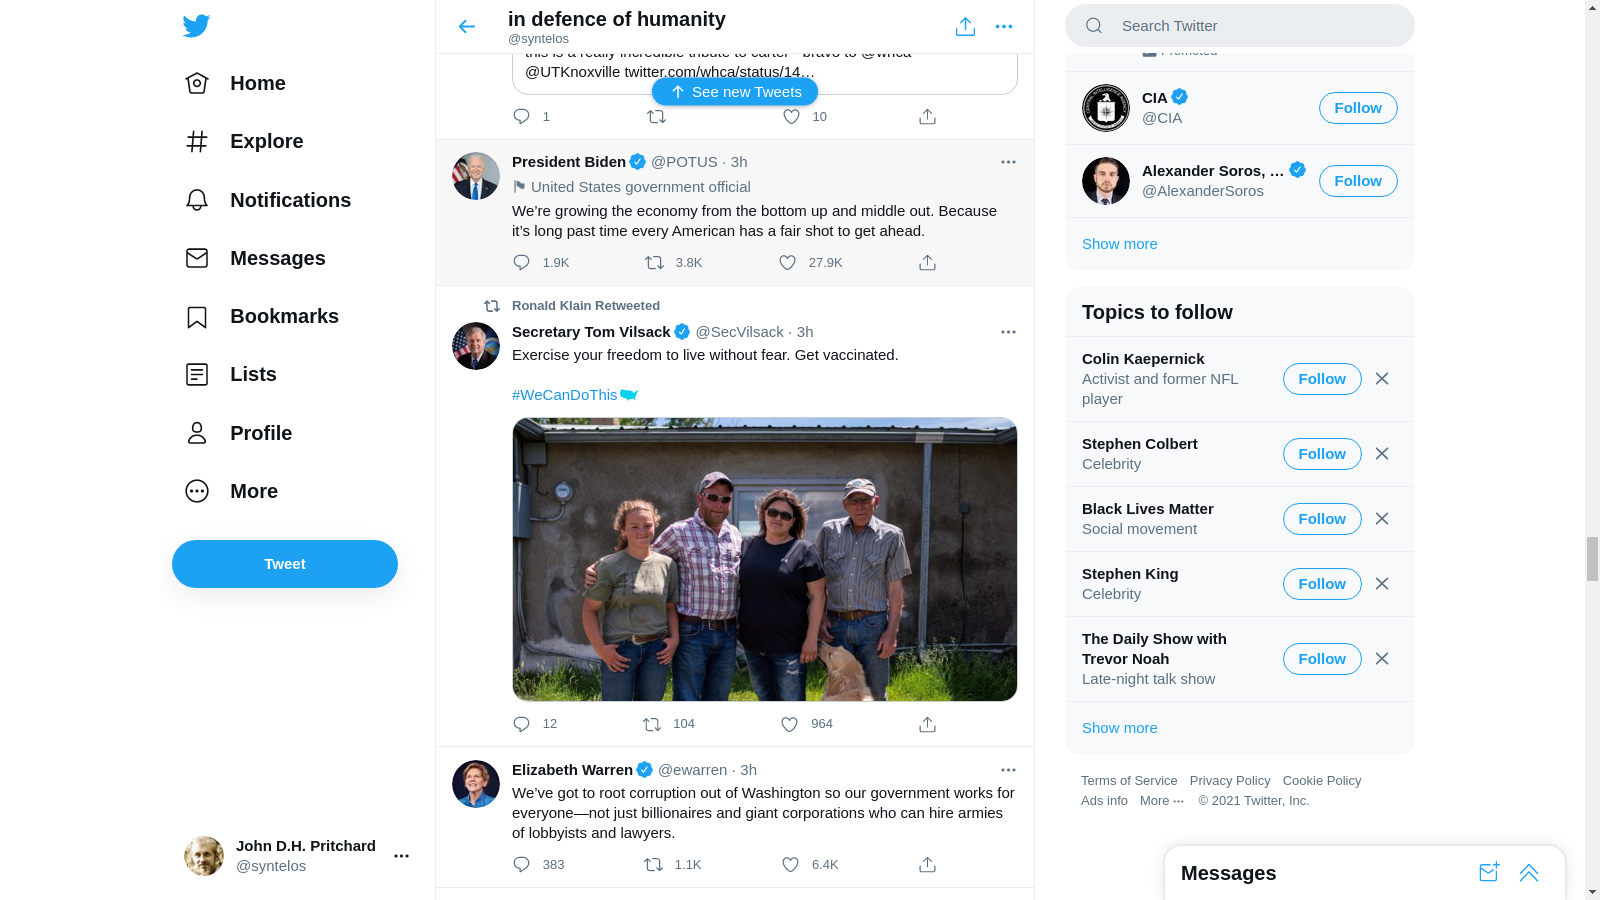 Home
Explore
Notifications
Messages
Bookmarks
Lists
Profile
More
Tweet
John D.H. Pritchard
@syntelos
in defence of humanity
@syntelos
this is a really incredible tribute to carter - bravo to @whca
@UTKnoxville twitter.com/whca/status/14…
See new Tweets
1
10
President Biden @POTUS · 3h
United States government official
We’re growing the economy from the bottom up and middle out. Because
it’s long past time every American has a fair shot to get ahead.
1.9K 3.8K 27.9K
Ronald Klain Retweeted
Secretary Tom Vilsack @SecVilsack · 3h
Exercise your freedom to live without fear. Get vaccinated.
#WeCanDoThis
12 104 964
Elizabeth Warren @ewarren · 3h
We’ve got to root corruption out of Washington so our government works for
everyone—not just billionaires and giant corporations who can hire armies
of lobbyists and lawyers.
383 1.1K 6.4K
Search Twitter
Promoted
CIA
@CIA
Follow
Alexander Soros, …
@AlexanderSoros
Follow
Show more
Topics to follow
Colin Kaepernick
Activist and former NFL
player
Follow
Stephen Colbert
Celebrity
Follow
Black Lives Matter
Social movement
Follow
Stephen King
Celebrity
Follow
The Daily Show with
Trevor Noah
Late-night talk show
Follow
Show more
Terms of Service Privacy Policy Cookie Policy
Ads info More ··· © 2021 Twitter, Inc.
Messages